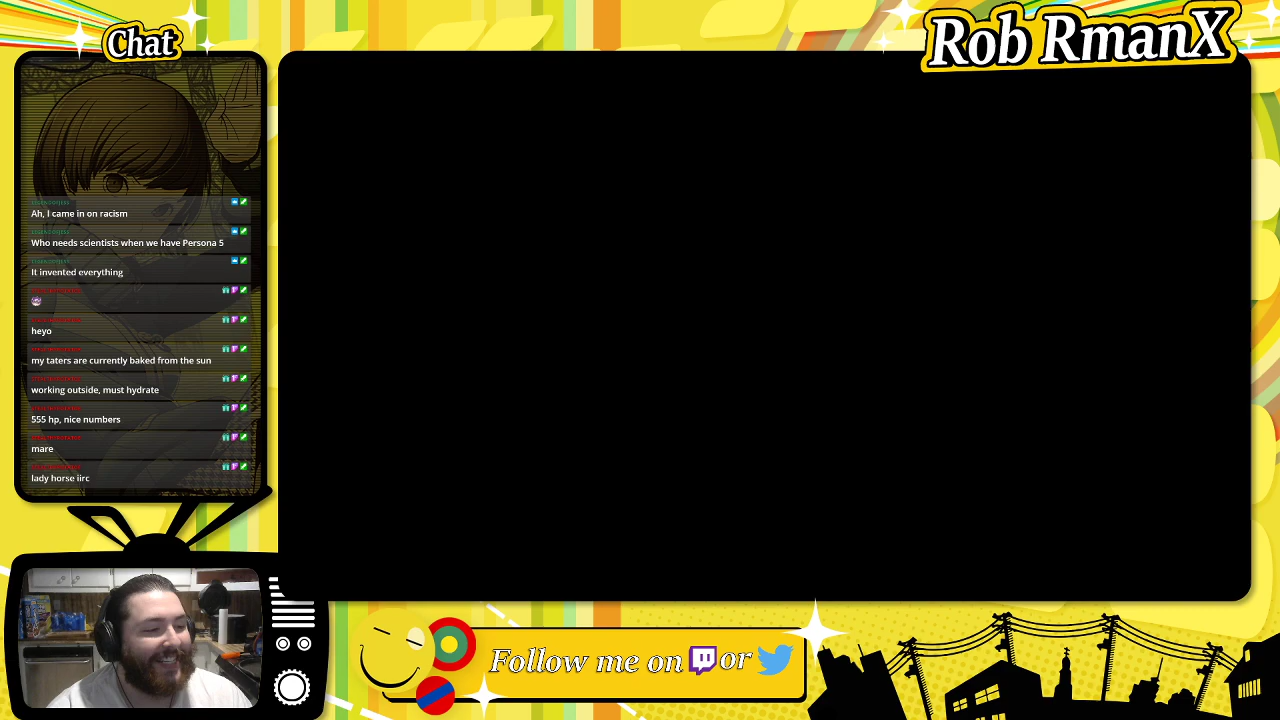 Chat
Rob RmanX
Ah, I came in on racism
Who needs scientists when we have Persona 5
It invented everything
heyo
my taters are currently baked from the sun
working outside, must hydrate
555 hp, nice numbers
mare
lady horse iirc
Follow me on or